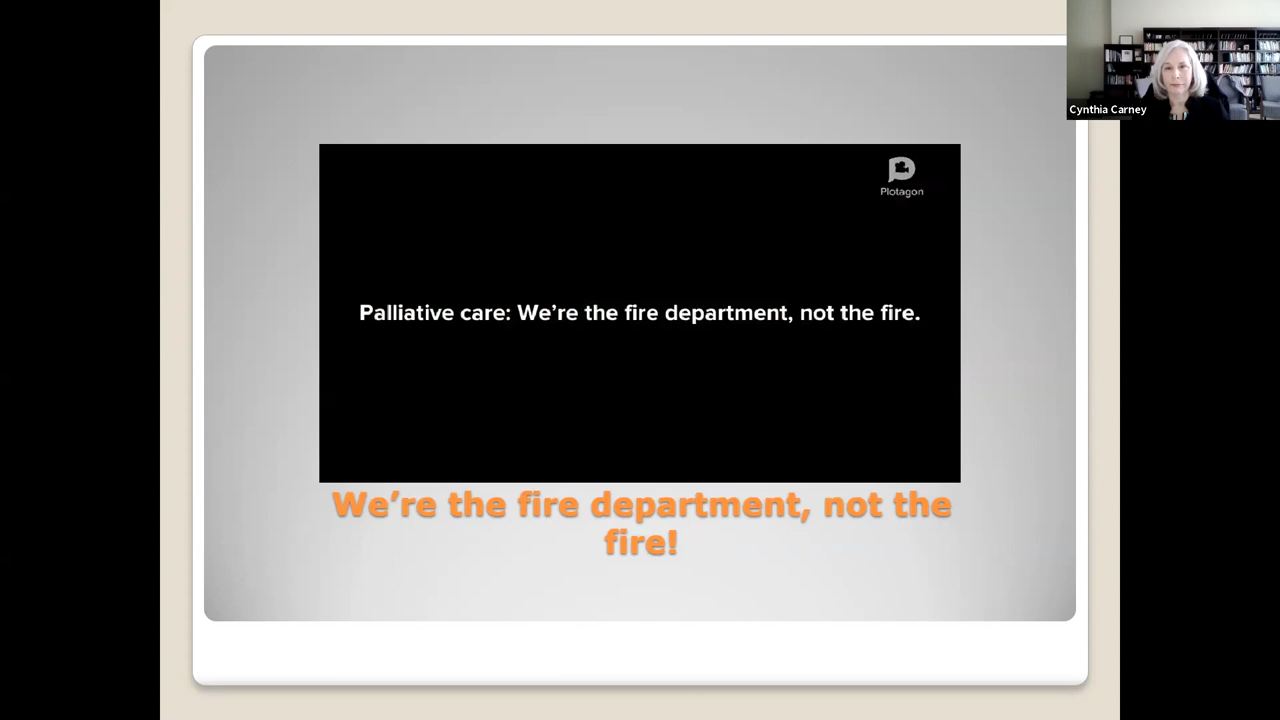 Cynthia Carney
Plotagon
Palliative care: We’re the fire department, not the fire.
We’re the fire department, not the
fire!